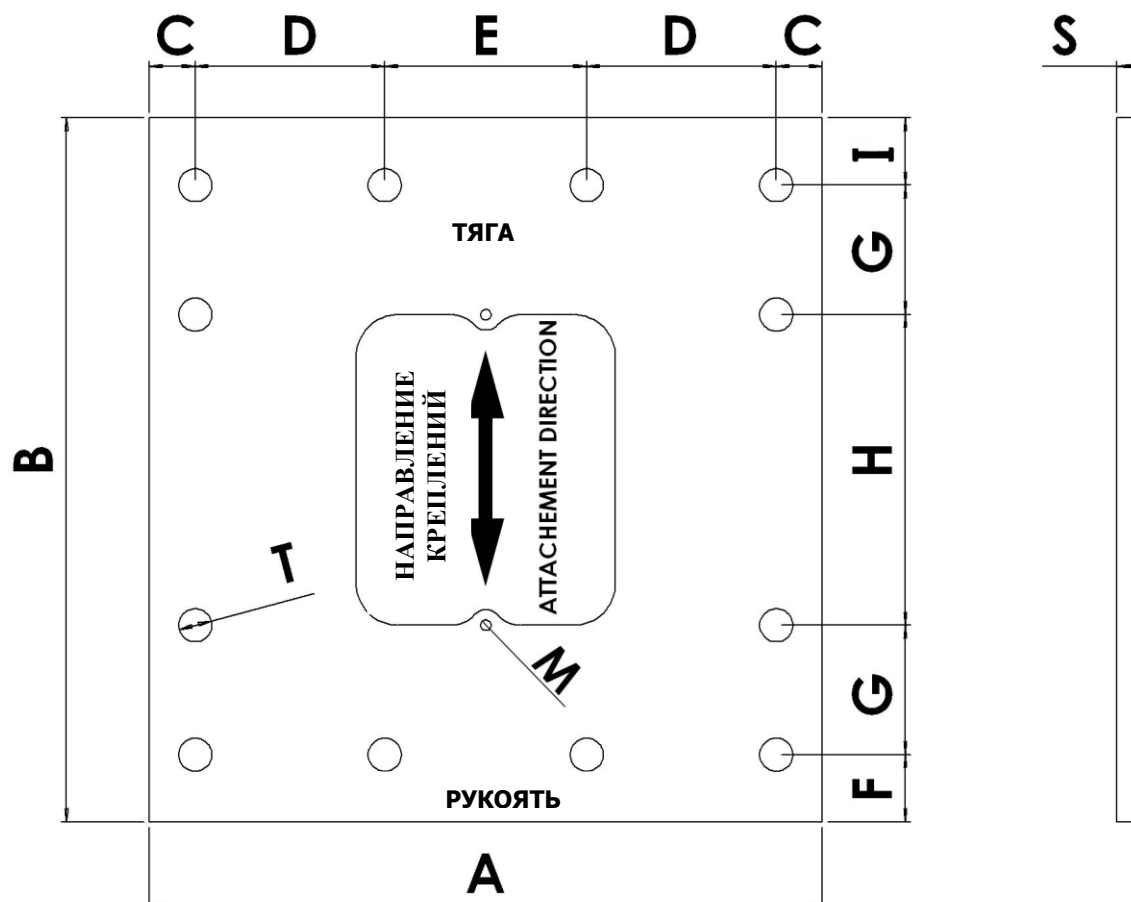 C D E D C S
I
ТЯГА
G
НАПРАВЛЕНИЕ
КРЕПЛЕНИЙ
ATTACHEMENT DIRECTION
B
H
T
M
G
РУКОЯТЬ
F
A